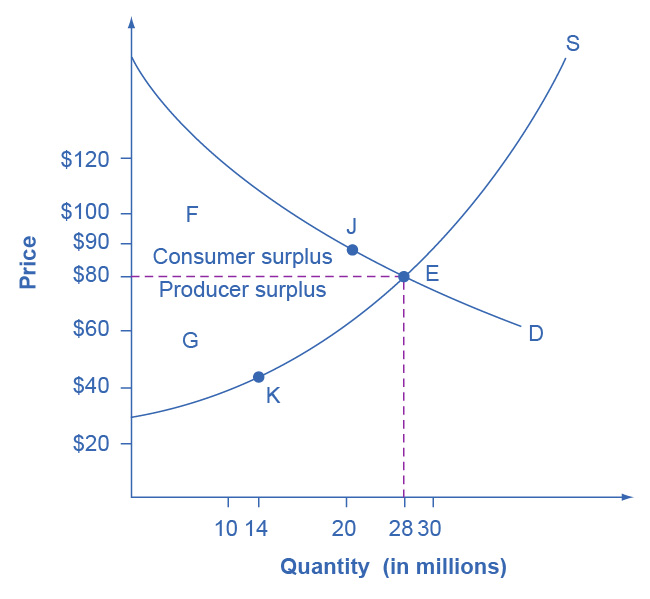 S
$120
F
$100
J
$90
Consumer surplus
$80
E
Producer surplus
$60
D
G
$40
K
$20
10 14 20 28 30
Price
Quantity (in millions)